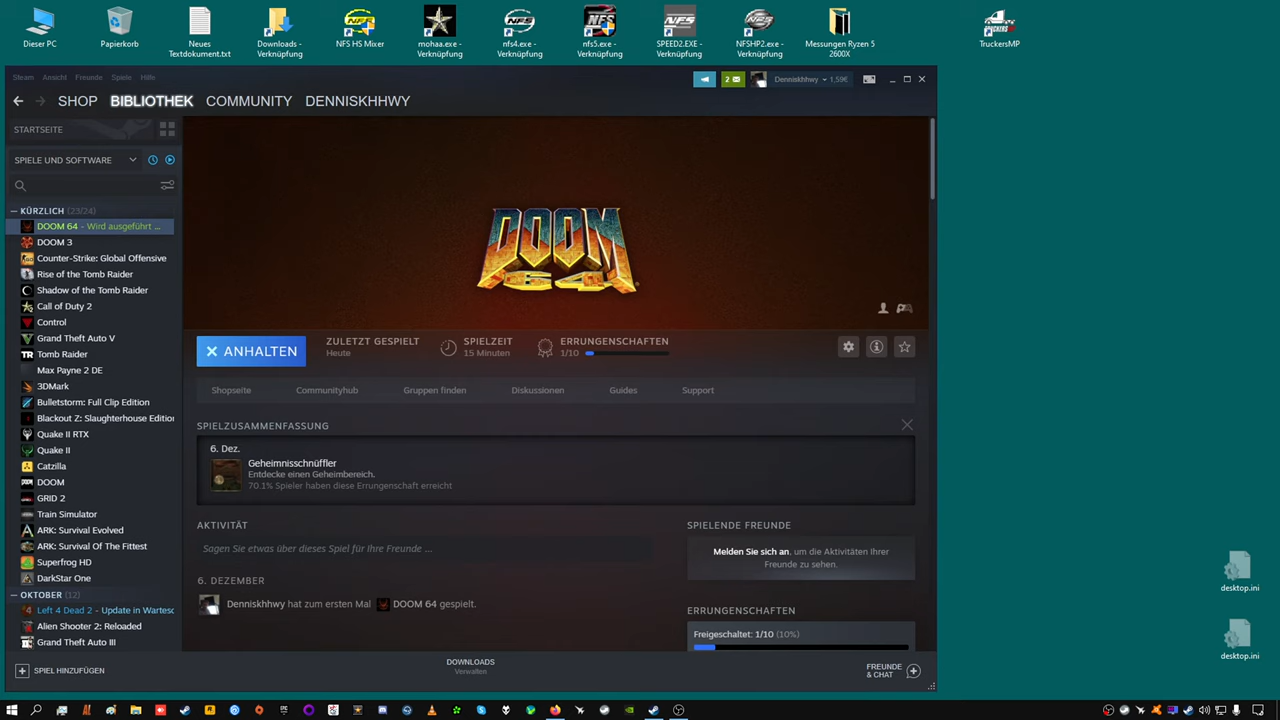 Dieser PC
Papierkorb
Neues Textdokument.txt
Downloads - Verknüpfung
NFS HS Mixer
mohaa.exe - Verknüpfung
nfs4.exe - Verknüpfung
nfs5.exe - Verknüpfung
SPEED2.EXE - Verknüpfung
NFSHP2.exe - Verknüpfung
Messungen Ryzen 5 2600X
TruckersMP
Steam Ansicht Freunde Spiele Hilfe
2 Denniskhhwy 1,59€
SHOP BIBLIOTHEK COMMUNITY DENNISKHHWY
STARTSEITE
SPIELE UND SOFTWARE
KÜRZLICH (23/24)
DOOM 64 - Wird ausgeführt ...
DOOM 3
Counter-Strike: Global Offensive
Rise of the Tomb Raider
Shadow of the Tomb Raider
Call of Duty 2
Control
Grand Theft Auto V
Tomb Raider
Max Payne 2 DE
3DMark
Bulletstorm: Full Clip Edition
Blackout Z: Slaughterhouse Edition
Quake II RTX
Quake II
Catzilla
DOOM
GRID 2
Train Simulator
ARK: Survival Evolved
ARK: Survival Of The Fittest
Superfrog HD
DarkStar One
OKTOBER (12)
Left 4 Dead 2 - Update in Wartesc
Alien Shooter 2: Reloaded
Grand Theft Auto III
SPIEL HINZUFÜGEN
DOOM
64
ANHALTEN
ZULETZT GESPIELT
Heute
SPIELZEIT
15 Minuten
ERRUNGENSCHAFTEN
1/10
Shopseite Communityhub Gruppen finden Diskussionen Guides Support
SPIELZUSAMMENFASSUNG
6. Dez.
Geheimnisschnüffler
Entdecke einen Geheimbereich.
70.1% Spieler haben diese Errungenschaft erreicht
AKTIVITÄT
Sagen Sie etwas über dieses Spiel für Ihre Freunde ...
6. DEZEMBER
Denniskhhwy hat zum ersten Mal DOOM 64 gespielt.
SPIELENDE FREUNDE
Melden Sie sich an, um die Aktivitäten Ihrer
Freunde zu sehen.
ERRUNGENSCHAFTEN
Freigeschaltet: 1/10 (10%)
DOWNLOADS
Verwalten
FREUNDE
& CHAT
desktop.ini
desktop.ini